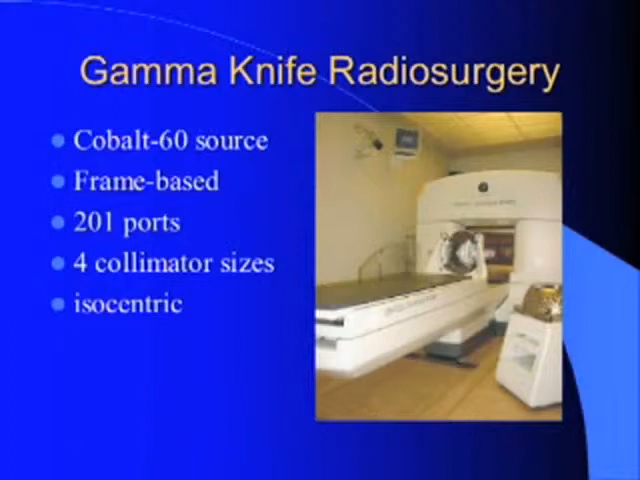 Gamma Knife Radiosurgery
Cobalt-60 source
Frame-based
201 ports
4 collimator sizes
isocentric